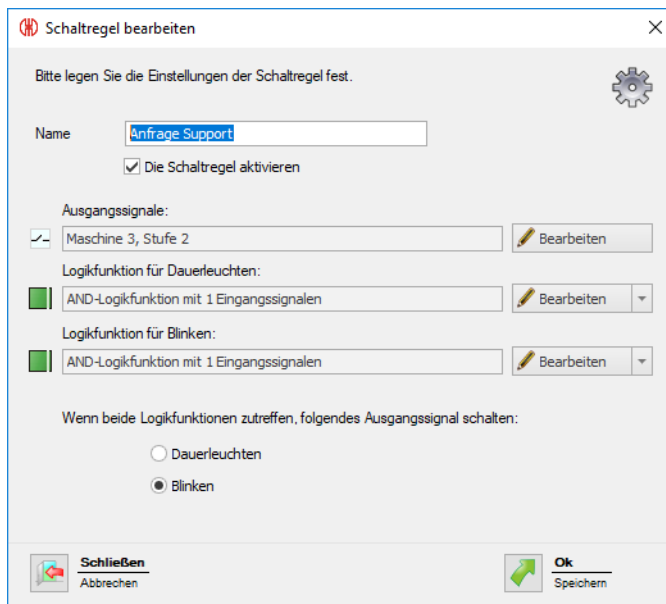 Schaltregel bearbeiten
Bitte legen Sie die Einstellungen der Schaltregel fest.
Name
Anfrage Support
Die Schaltregel aktivieren
Ausgangssignale:
Maschine 3, Stufe 2
Bearbeiten
Logikfunktion für Dauerleuchten:
AND-Logikfunktion mit 1 Eingangssignalen
Bearbeiten
Logikfunktion für Blinken:
AND-Logikfunktion mit 1 Eingangssignalen
Bearbeiten
Wenn beide Logikfunktionen zutreffen, folgendes Ausgangssignal schalten:
Dauerleuchten
Blinken
Schließen
Abbrechen
Ok
Speichern